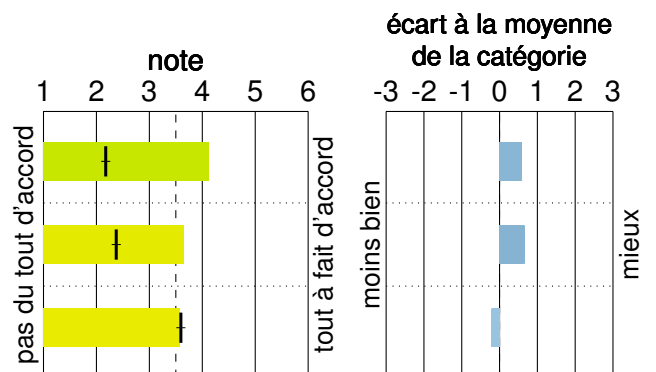 note
1 2 3 4 5 6
pas du tout d’accord
tout à fait d’accord
écart à la moyenne
de la catégorie
-3 -2 -1 0 1 2 3
moins bien
mieux